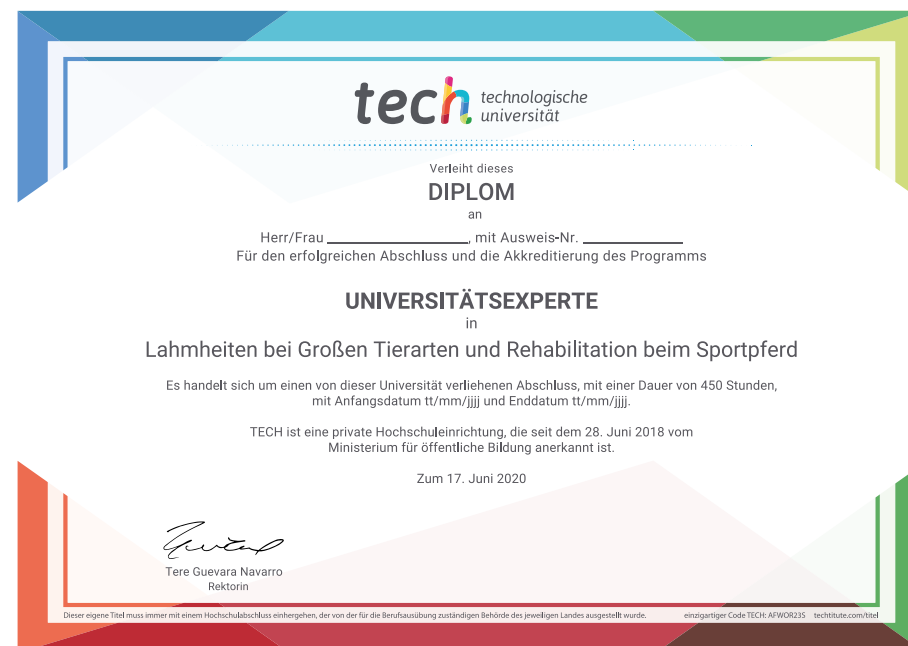 tech technologische
universität
Verleiht dieses
DIPLOM
an
Herr/Frau ____________________, mit Ausweis-Nr. ______________
Für den erfolgreichen Abschluss und die Akkreditierung des Programms
UNIVERSITÄTSEXPERTE
in
Lahmheiten bei Großen Tierarten und Rehabilitation beim Sportpferd
Es handelt sich um einen von dieser Universität verliehenen Abschluss, mit einer Dauer von 450 Stunden,
mit Anfangsdatum tt/mm/jjjj und Enddatum tt/mm/jjjj.
TECH ist eine private Hochschuleinrichtung, die seit dem 28. Juni 2018 vom
Ministerium für öffentliche Bildung anerkannt ist.
Zum 17. Juni 2020
Tere Guevara Navarro
Rektorin
Dieser eigene Titel muss immer mit einem Hochschulabschluss einhergehen, der von der für die Berufsausübung zuständigen Behörde des jeweiligen Landes ausgestellt wurde. einzigartiger Code TECH: AFWOR23S techtitute.com/titel